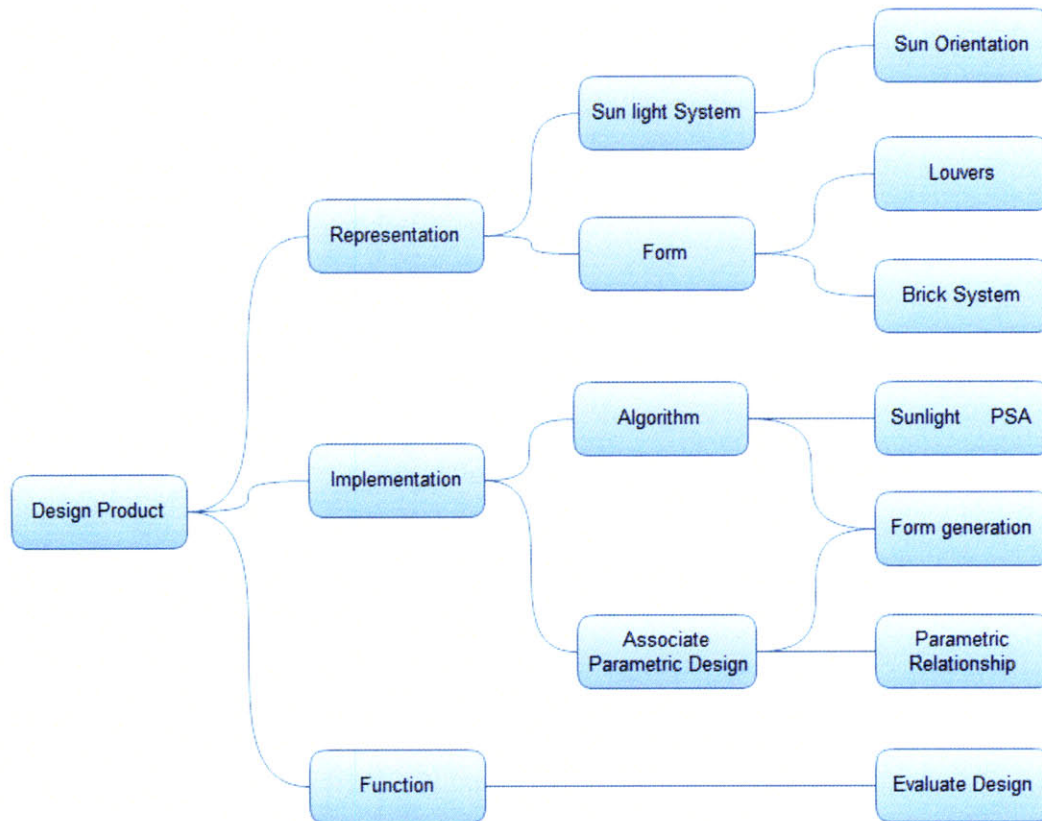 Sun Orientation
Sun light System
Louvers
Representation
Form
Brick System
Algorithm
Sunlight PSA
Implementation
Design Product
Form generation
Associate
Parametric Design
Parametric
Relationship
Function
Evaluate Design